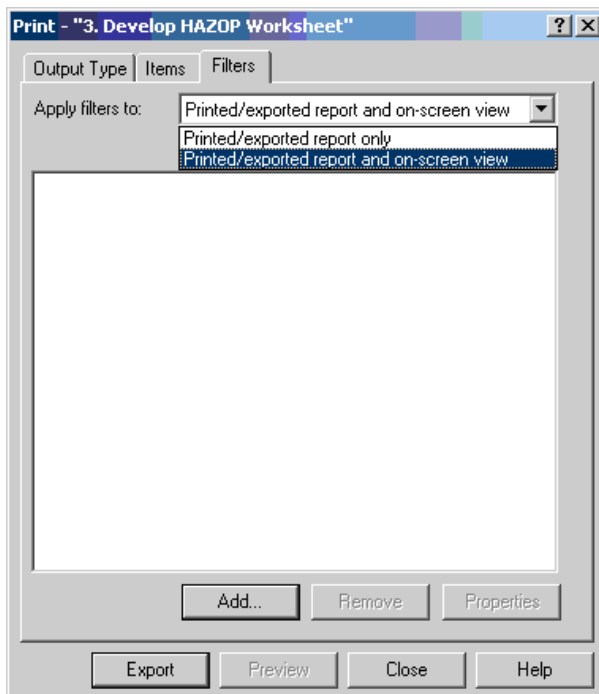 Print - "3. Develop HAZOP Worksheet"
Output Type Items Filters
Apply filters to: Printed/exported report and on-screen view
Printed/exported report only
Printed/exported report and on-screen view
Add... Remove Properties
Export Preview Close Help